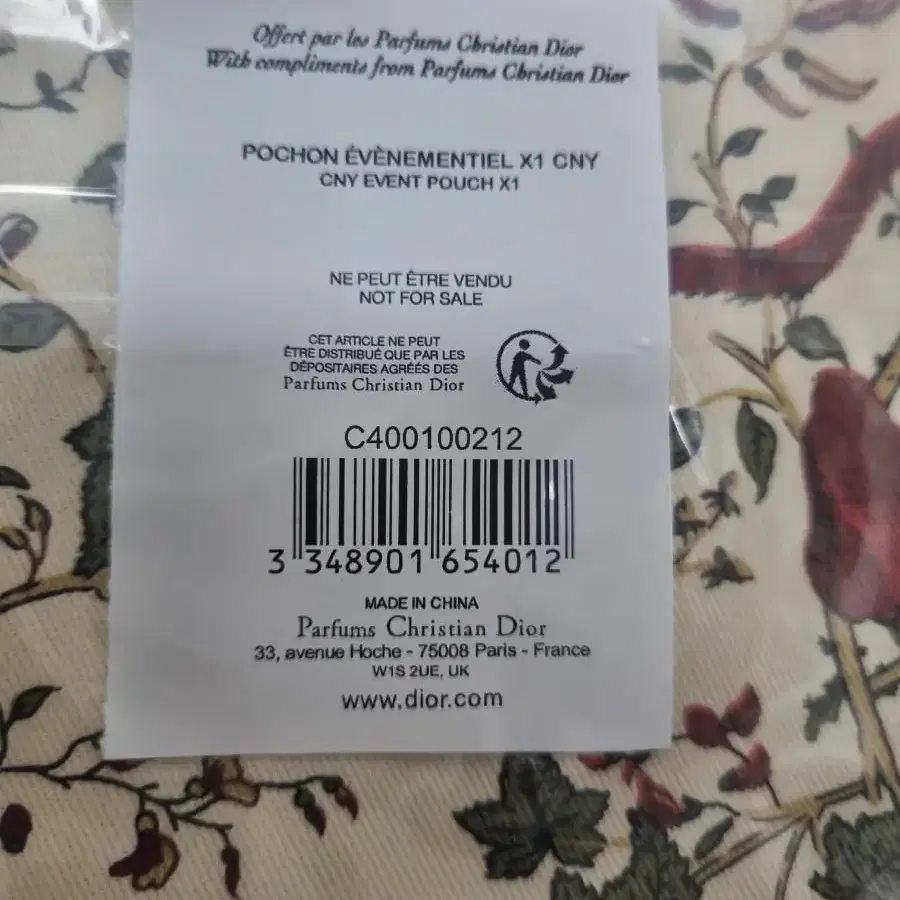 Offert par les Parfums Christian Dior
With compliments from Parfums Christian Dior
POCHON ÉVÈNEMENTIEL X1 CNY
CNY EVENT POUCH X1
NE PEUT ÊTRE VENDU
NOT FOR SALE
CET ARTICLE NE PEUT
ÊTRE DISTRIBUÉ QUE PAR LES
DÉPOSITAIRES AGRÉÉS DES
Parfums Christian Dior
C400100212
3 348901 654012
MADE IN CHINA
Parfums Christian Dior
33, avenue Hoche - 75008 Paris - France
W1S 2UE, UK
www.dior.com